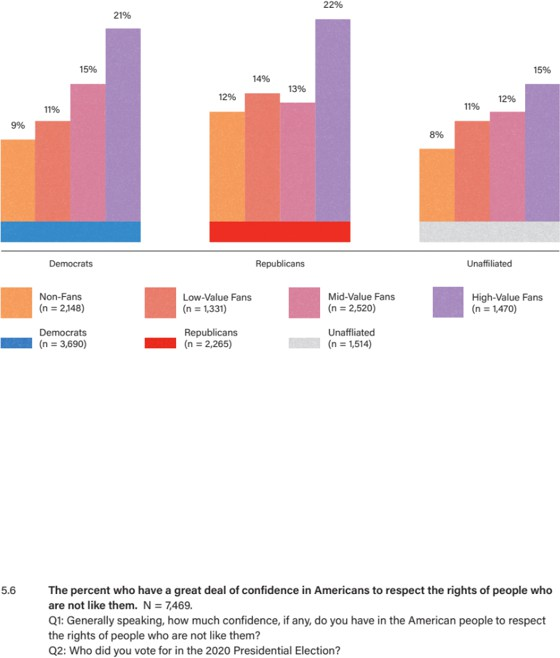 21%
15%
11%
9%
22%
14%
13%
12%
15%
12%
11%
8%
Democrats Republicans Unaffiliated
Non-Fans
(n = 2,148)
Low-Value Fans
(n = 1,331)
Mid-Value Fans
(n = 2,520)
High-Value Fans
(n = 1,470)
Democrats
(n = 3,690)
Republicans
(n = 2,265)
Unaffliated
(n = 1,514)
5.6 The percent who have a great deal of confidence in Americans to respect the rights of people who
are not like them. N = 7,469.
Q1: Generally speaking, how much confidence, if any, do you have in the American people to respect
the rights of people who are not like them?
Q2: Who did you vote for in the 2020 Presidential Election?